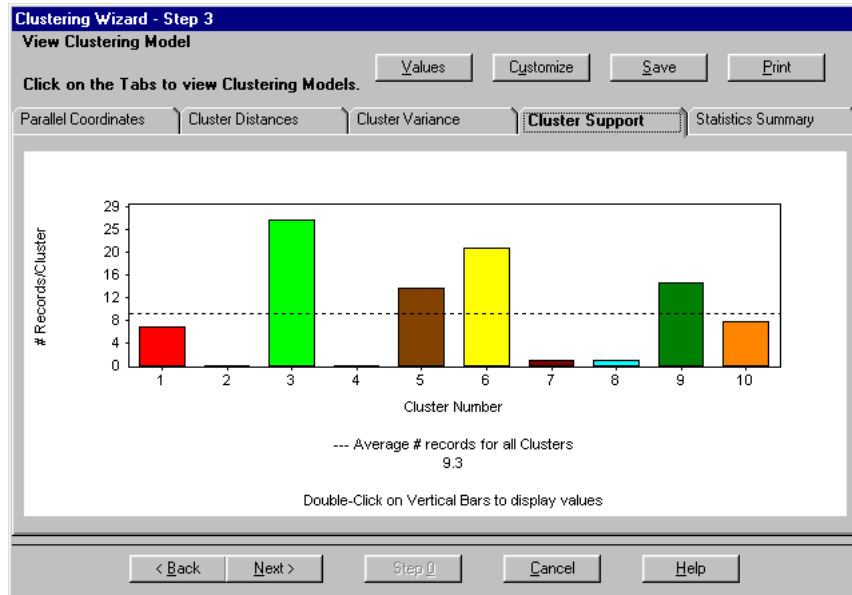 Clustering Wizard - Step 3
View Clustering Model
Click on the Tabs to view Clustering Models.
Values Customize Save Print
Parallel Coordinates Cluster Distances Cluster Variance Cluster Support Statistics Summary
# Records/Cluster
29
25
20
16
12
8
4
0
1 2 3 4 5 6 7 8 9 10
Cluster Number
--- Average # records for all Clusters
9.3
Double-Click on Vertical Bars to display values
< Back Next > Step 0 Cancel Help